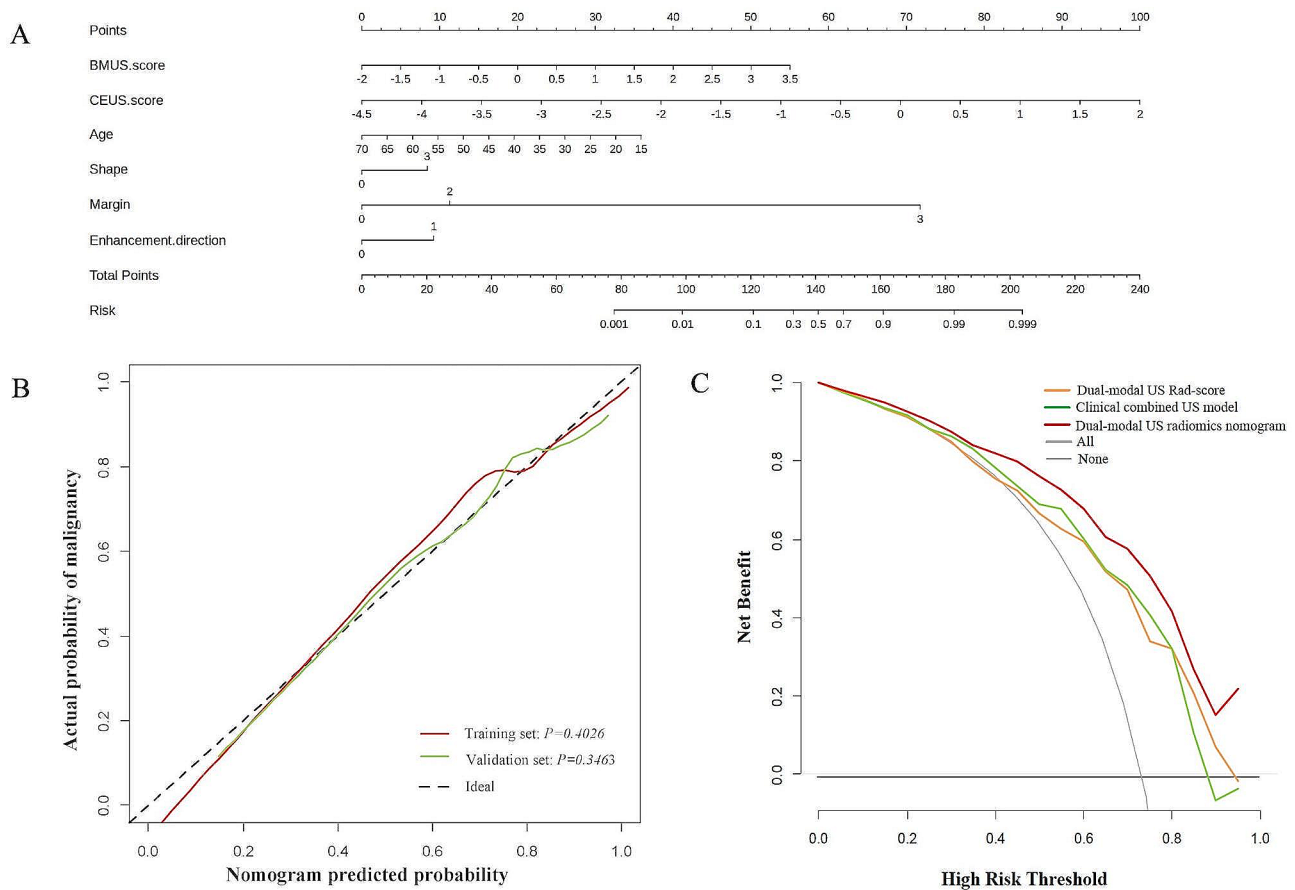 A
0 10 20 30 40 50 60 70 80 90 100
Points
BMUS.score
-2 -1.5 -1 -0.5 0 0.5 1 1.5 2 2.5 3 3.5
CEUS.score
-4.5 -4 -3.5 -3 -2.5 -2 -1.5 -1 -0.5 0 0.5 1 1.5 2
Age
70 65 60 55 50 45 40 35 30 25 20 15
3
Shape
0
2
Margin
0 3
1
Enhancement.direction
0
Total Points
0 20 40 60 80 100 120 140 160 180 200 220 240
Risk
0.001 0.01 0.1 0.3 0.5 0.7 0.9 0.99 0.999
B
Actual probability of malignancy
1.0
0.8
0.6
0.4
0.2
0.0
Training set: P=0.4026
Validation set: P=0.3463
Ideal
0.0 0.2 0.4 0.6 0.8 1.0
Nomogram predicted probability
C
Net Benefit
1.0
0.8
0.6
0.4
0.2
0.0
Dual-modal US Rad-score
Clinical combined US model
Dual-modal US radiomics nomogram
All
None
0.0 0.2 0.4 0.6 0.8 1.0
High Risk Threshold